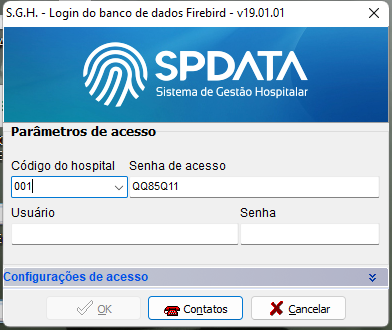 S.G.H. - Login do banco de dados Firebird - v19.01.01
SPDATA
Sistema de Gestão Hospitalar
Parâmetros de acesso
Código do hospital Senha de acesso
001 QQ85Q11
Usuário Senha
Configurações de acesso
OK Contatos Cancelar